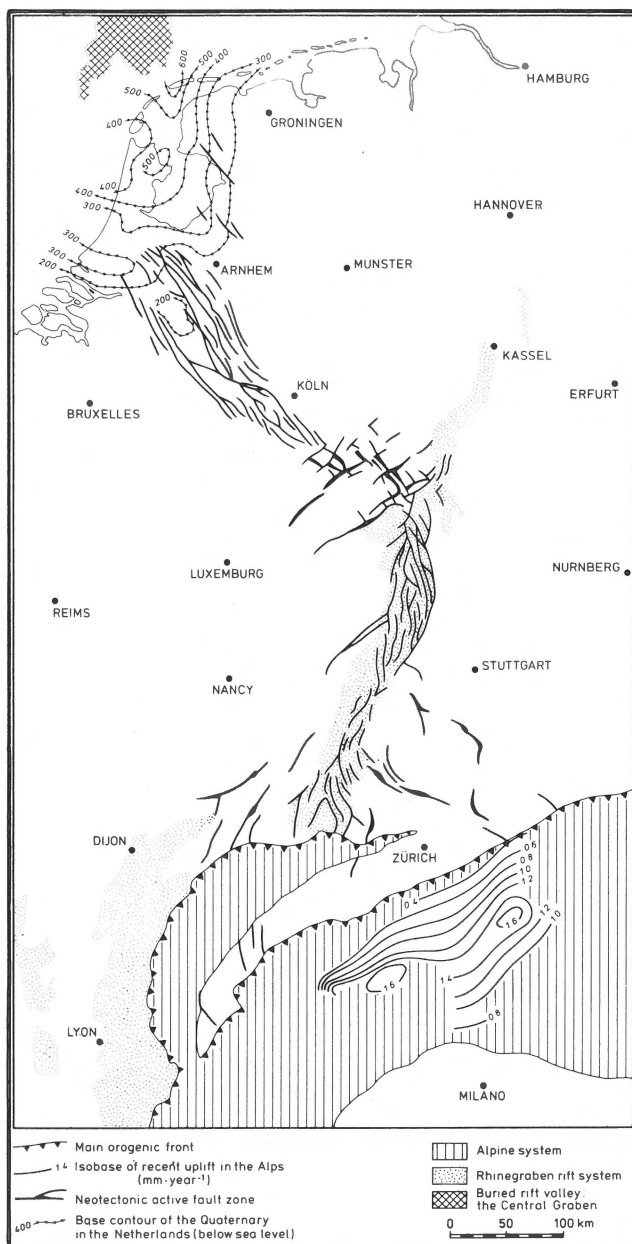 600
500
400
300
500
400
500
400
400
300
300
300
200
200
HAMBURG
GRONINGEN
HANNOVER
ARNHEM
MUNSTER
KASSEL
ERFURT
KÖLN
BRUXELLES
LUXEMBURG
NURNBERG
REIMS
STUTTGART
NANCY
DIJON
ZÜRICH
0.6
0.8
1.0
1.2
0.4
1.6
1.2
1.0
1.6
1.4
0.8
LYON
MILANO
Main orogenic front
1.4 Isobase of recent uplift in the Alps
(mm·year⁻¹)
Neotectonic active fault zone
400 Base contour of the Quaternary
in the Netherlands (below sea level)
Alpine system
Rhinegraben rift system
Buried rift valley:
the Central Graben
0 50 100 km